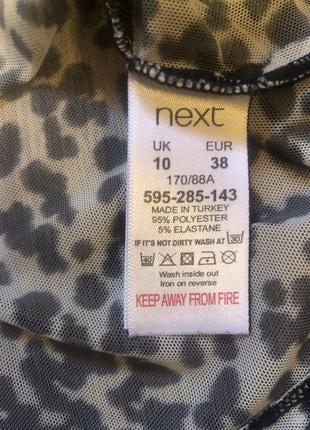 next
UK EUR
10 38
170/88A
595-285-143
MADE IN TURKEY
95% POLYESTER
5% ELASTANE
IF IT'S NOT DIRTY WASH AT 30
40
Wash inside out
Iron on reverse
KEEP AWAY FROM FIRE